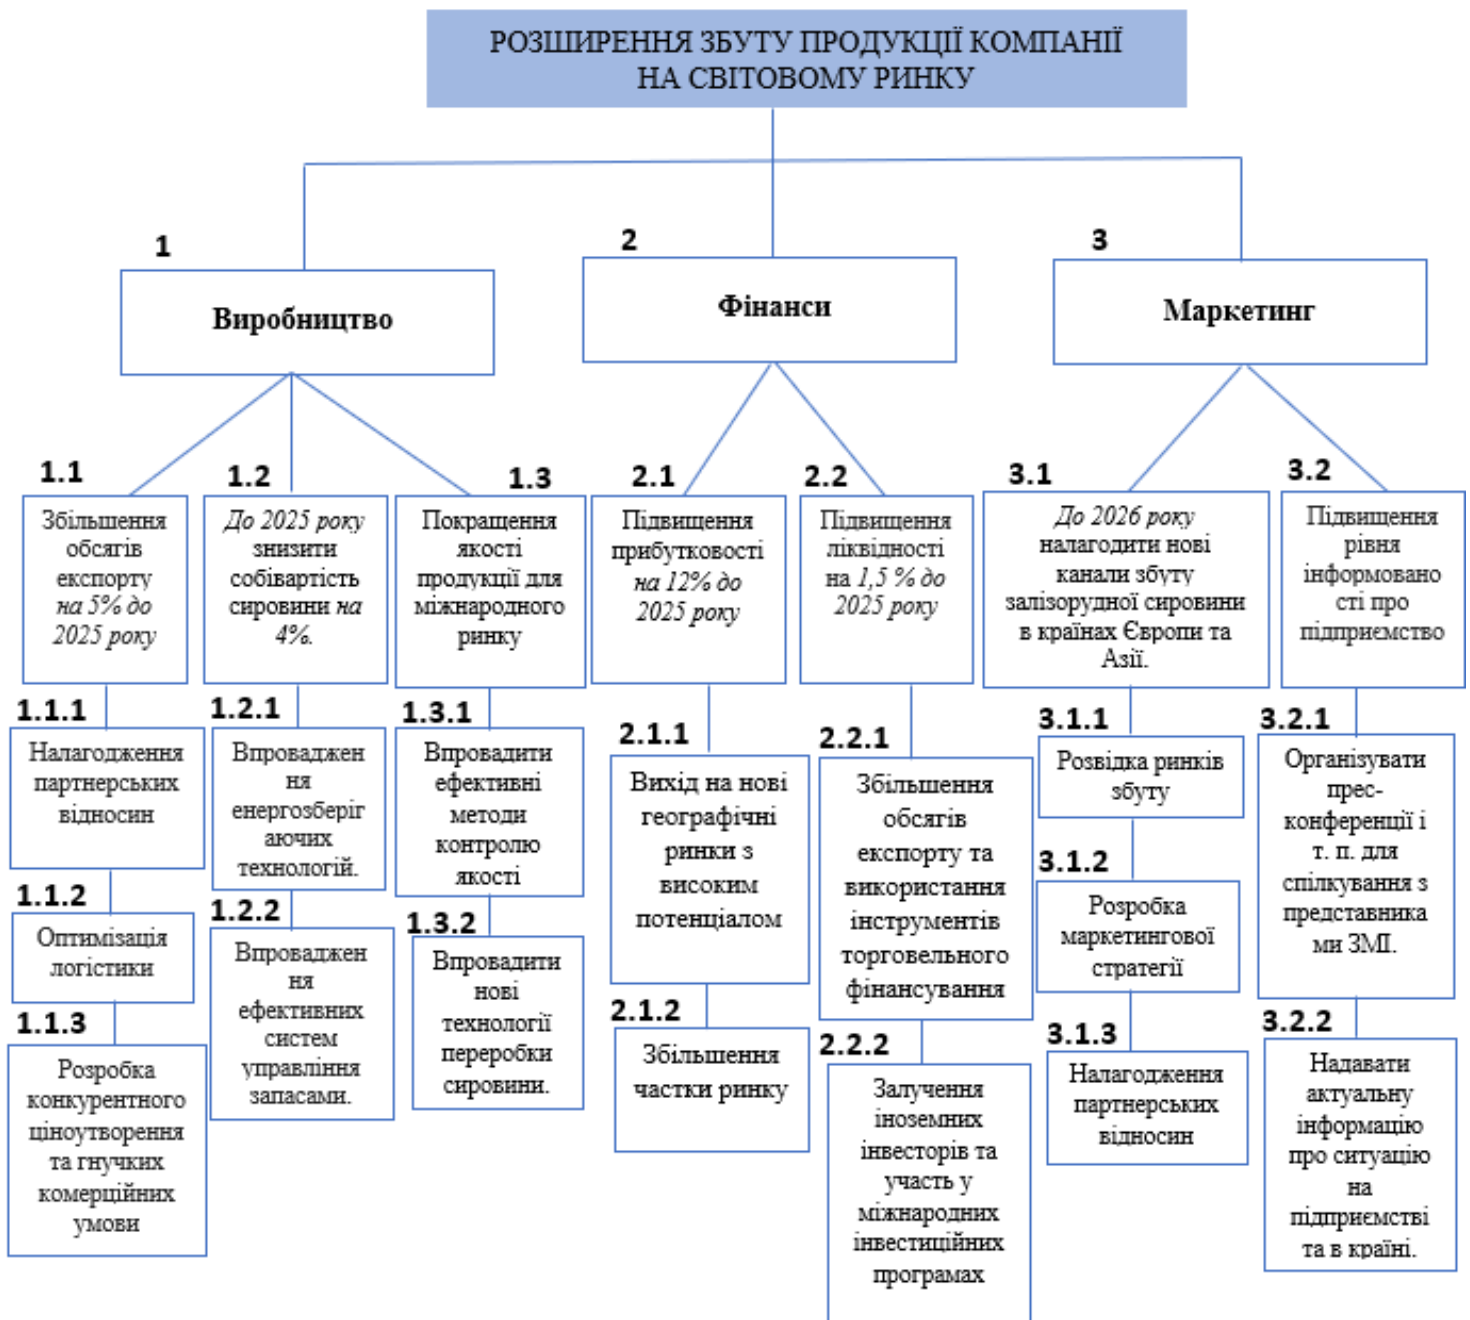 РОЗШИРЕННЯ ЗБУТУ ПРОДУКЦІЇ КОМПАНІЇ
НА СВІТОВОМУ РИНКУ
1
Виробництво
2
Фінанси
3
Маркетинг
1.1
Збільшення
обсягів
експорту
на 5% до
2025 року
1.2
До 2025 року
знизити
собівартість
сировини на
4%.
1.3
Покращення
якості
продукції для
міжнародного
ринку
2.1
Підвищення
прибутковості
на 12% до
2025 року
2.2
Підвищення
ліквідності
на 1,5 % до
2025 року
3.1
До 2026 року
налагодити нові
канали збуту
залізорудної сировини
в країнах Європи та
Азії.
3.2
Підвищення
рівня
інформовано
сті про
підприємство
1.1.1
Налагодження
партнерських
відносин
1.1.2
Оптимізація
логістики
1.1.3
Розробка
конкурентного
ціноутворення
та гнучких
комерційних
умови
1.2.1
Впроваджен
ня
енергозберіг
аючих
технологій.
1.2.2
Впроваджен
ня
ефективних
систем
управління
запасами.
1.3.1
Впровадити
ефективні
методи
контролю
якості
1.3.2
Впровадити
нові
технології
переробки
сировини.
2.1.1
Вихід на нові
географічні
ринки з
високим
потенціалом
2.1.2
Збільшення
частки ринку
2.2.1
Збільшення
обсягів
експорту та
використання
інструментів
торговельного
фінансування
2.2.2
Залучення
іноземних
інвесторів та
участь у
міжнародних
інвестиційних
програмах
3.1.1
Розвідка ринків
збуту
3.1.2
Розробка
маркетингової
стратегії
3.1.3
Налагодження
партнерських
відносин
3.2.1
Організувати
прес-
конференції і
т. п. для
спілкування з
представника
ми ЗМІ.
3.2.2
Надавати
актуальну
інформацію
про ситуацію
на
підприємстві
та в країні.